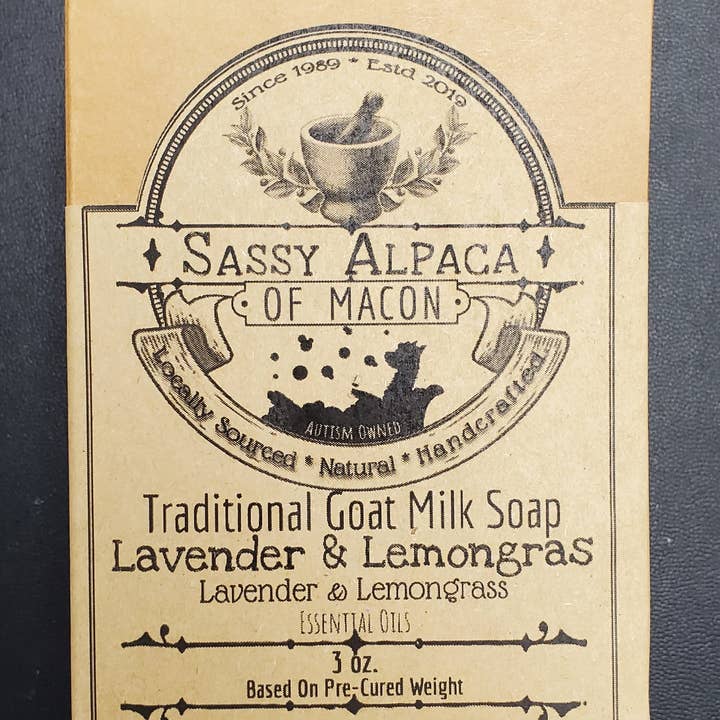 Since 1989 * Estd 2019
SASSY ALPACA
OF MACON
AUTISM OWNED
Locally Sourced * Natural * Handcrafted
Traditional Goat Milk Soap
Lavender & Lemongras
Lavender & Lemongrass
ESSENTIAL OILS
3 oz.
Based On Pre-Cured Weight